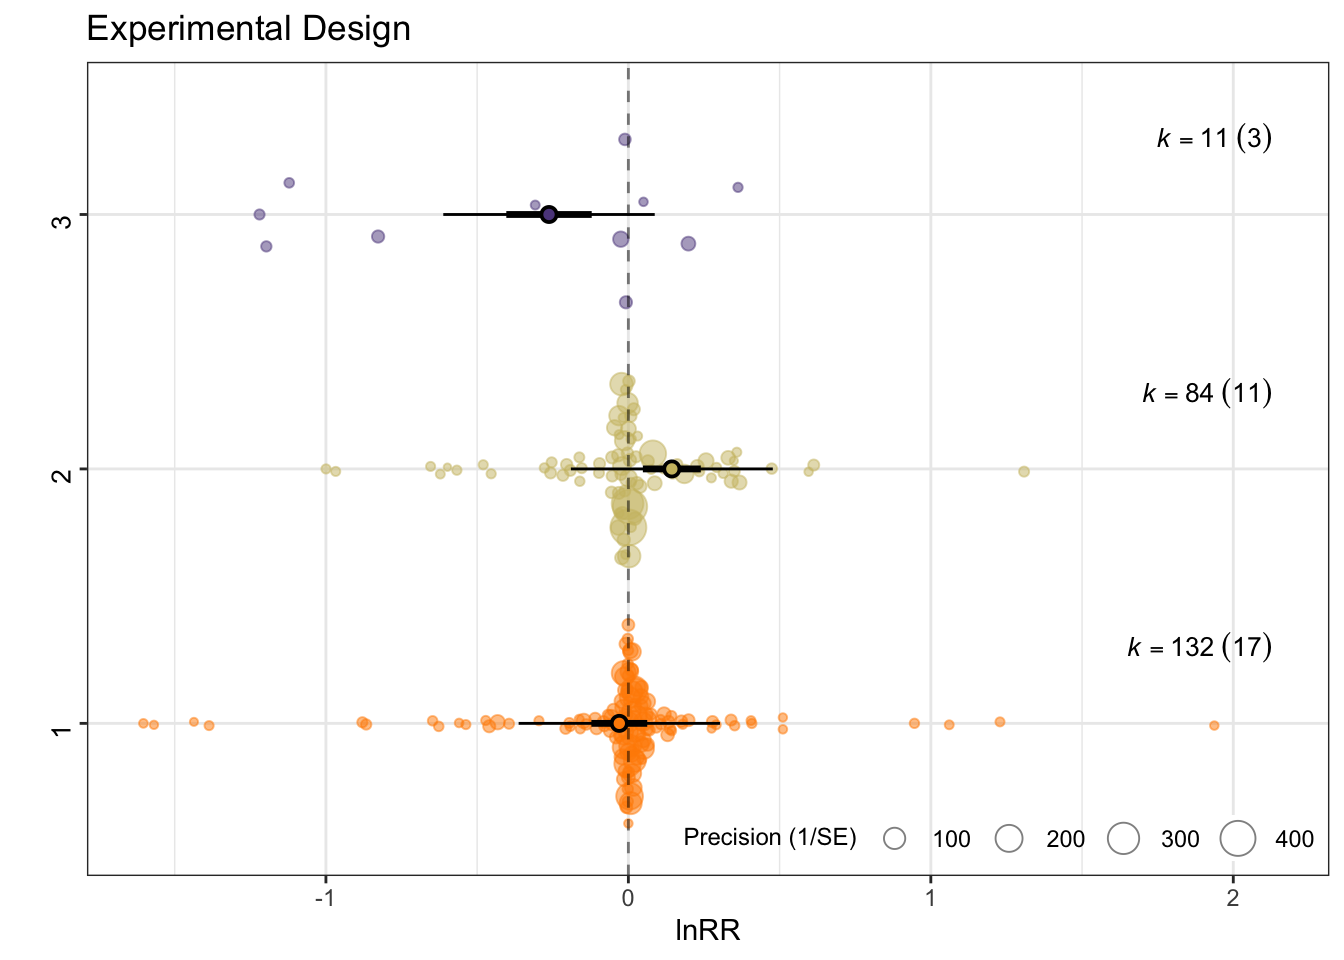 Experimental Design
k = 11 (3)
3
k = 84 (11)
2
k = 132 (17)
1
Precision (1/SE) 100 200 300 400
-1 0 1 2
lnRR